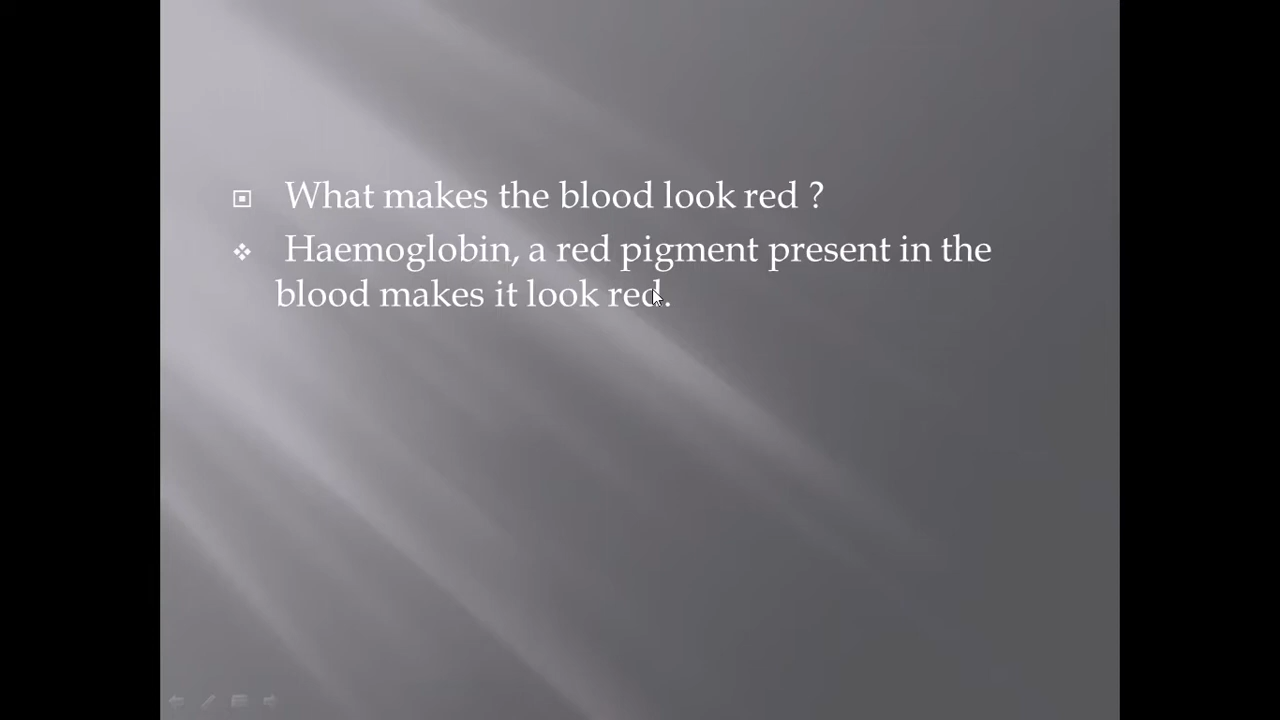 What makes the blood look red ?
Haemoglobin, a red pigment present in the
blood makes it look red.